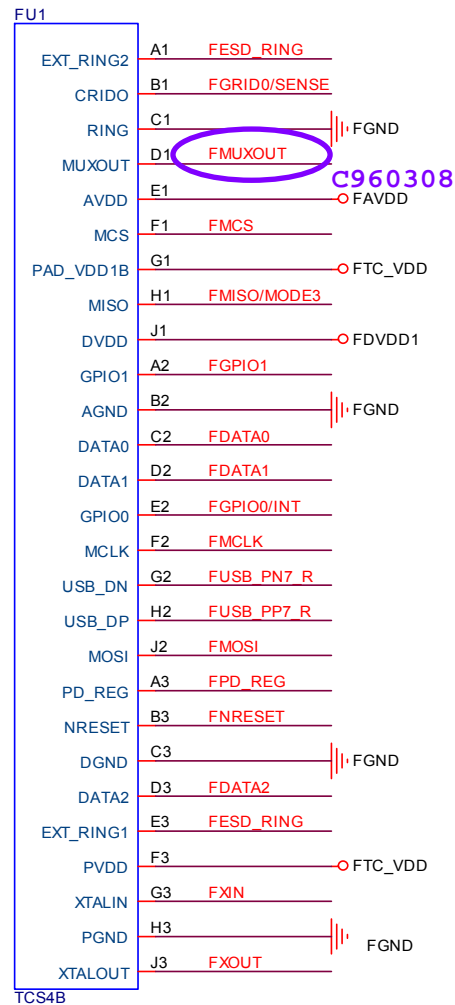 FU1
EXT_RING2 A1 FESD_RING
CRIDO B1 FGRID0/SENSE
RING C1 FGND
MUXOUT D1 FMUXOUT
C960308
AVDD E1 FAVDD
MCS F1 FMCS
PAD_VDD1B G1 FTC_VDD
MISO H1 FMISO/MODE3
DVDD J1 FDVDD1
GPIO1 A2 FGPIO1
AGND B2 FGND
DATA0 C2 FDATA0
DATA1 D2 FDATA1
GPIO0 E2 FGPIO0/INT
MCLK F2 FMCLK
USB_DN G2 FUSB_PN7_R
USB_DP H2 FUSB_PP7_R
MOSI J2 FMOSI
PD_REG A3 FPD_REG
NRESET B3 FNRESET
DGND C3 FGND
DATA2 D3 FDATA2
EXT_RING1 E3 FESD_RING
PVDD F3 FTC_VDD
XTALIN G3 FXIN
PGND H3 FGND
XTALOUT J3 FXOUT
TCS4B